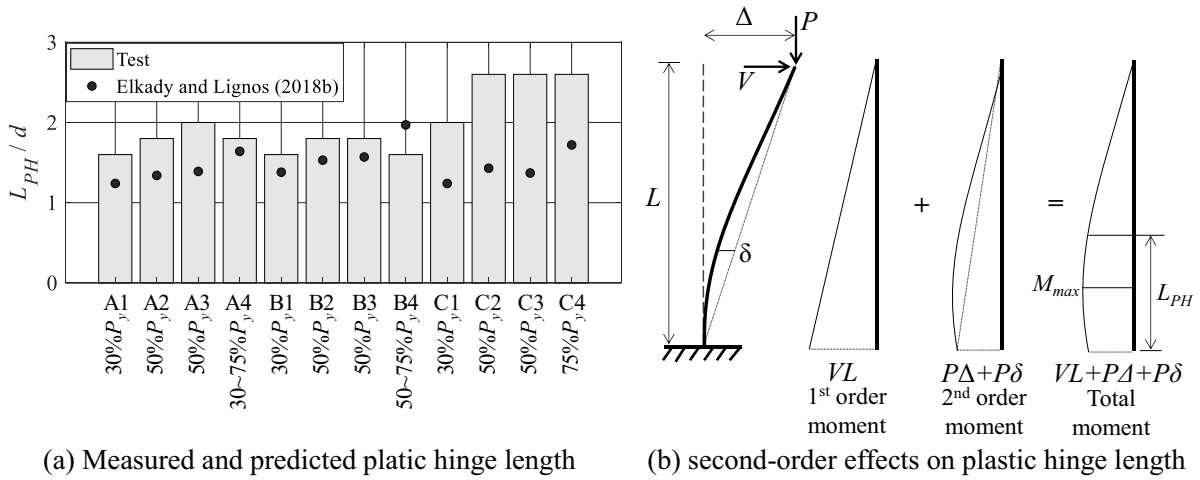 3
2
1
0
L_PH / d
Test
Elkady and Lignos (2018b)
A1 A2 A3 A4 B1 B2 B3 B4 C1 C2 C3 C4
30%P_y
50%P_y
50%P_y
30~75%P_y
30%P_y
50%P_y
50%P_y
50~75%P_y
30%P_y
50%P_y
50%P_y
75%P_y
(a) Measured and predicted platic hinge length
Δ
P
V
L
δ
+
=
M_max
L_PH
VL
1st order
moment
PΔ+Pδ
2nd order
moment
VL+PΔ+Pδ
Total
moment
(b) second-order effects on plastic hinge length